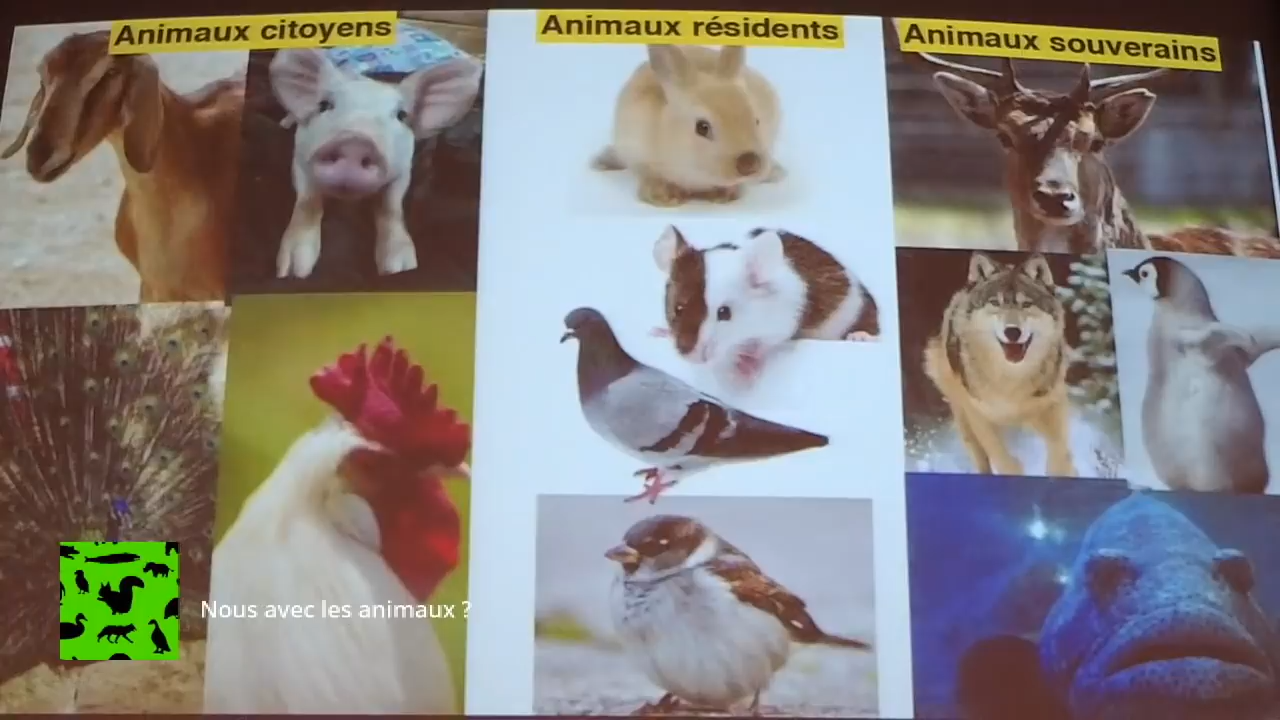 Animaux citoyens
Animaux résidents
Animaux souverains
Nous avec les animaux ?